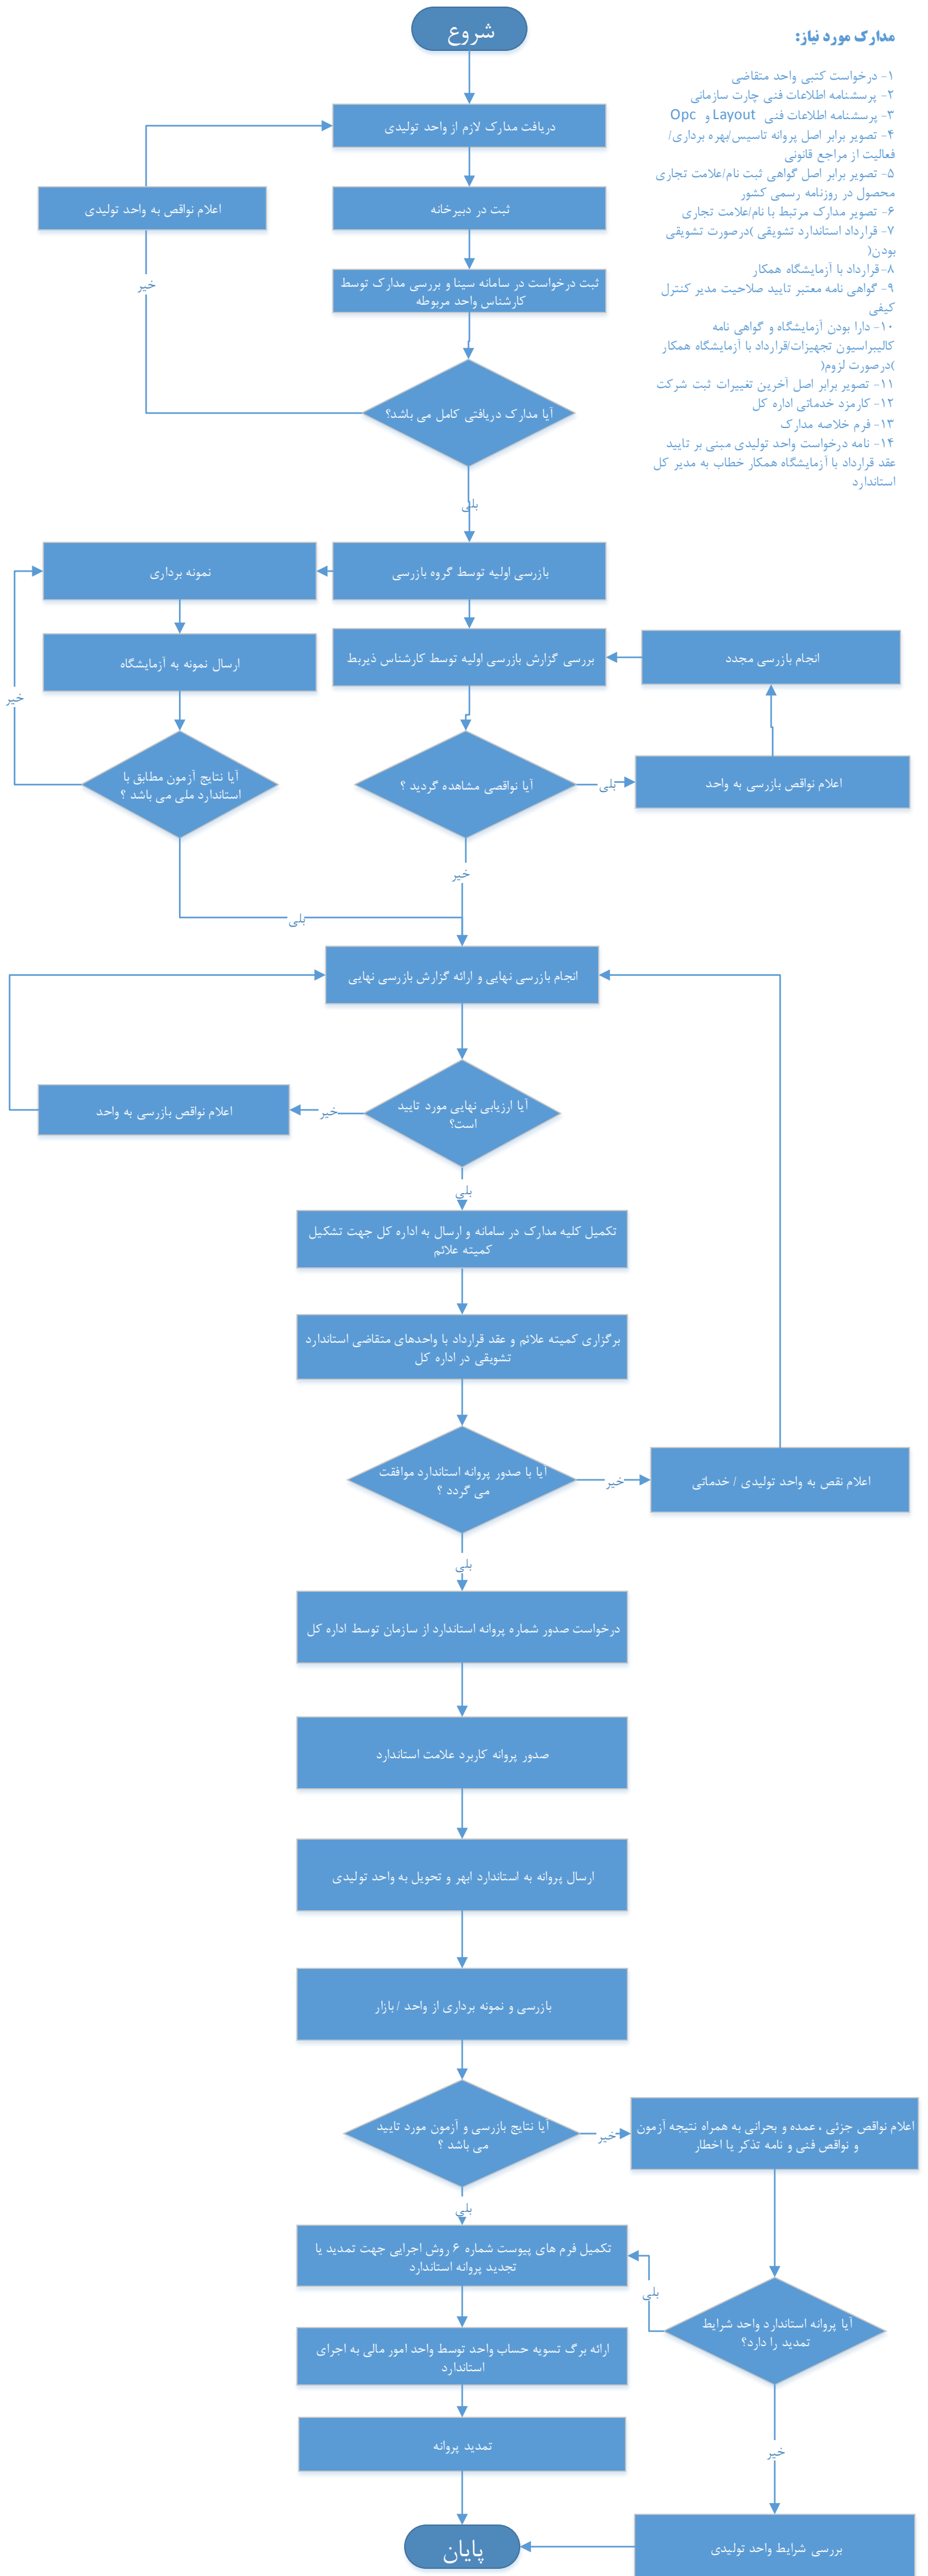 شروع
مدارک مورد نیاز:
۱- درخواست کتبی واحد متقاضی
۲- پرسشنامه اطلاعات فنی چارت سازمانی
۳- پرسشنامه اطلاعات فنی Layout و Opc
۴- تصویر برابر اصل پروانه تاسیس/بهره برداری/
فعالیت از مراجع قانونی
۵- تصویر برابر اصل گواهی ثبت نام/علامت تجاری
محصول در روزنامه رسمی کشور
۶- تصویر مدارک مرتبط با نام/علامت تجاری
۷- قرارداد استاندارد تشویقی )درصورت تشویقی
بودن(
۸- قرارداد با آزمایشگاه همکار
۹- گواهی نامه معتبر تایید صلاحیت مدیر کنترل
کیفی
۱۰- دارا بودن آزمایشگاه و گواهی نامه
کالیبراسیون تجهیزات/قرارداد با آزمایشگاه همکار
)درصورت لزوم(
۱۱- تصویر برابر اصل آخرین تغییرات ثبت شرکت
۱۲- کارمزد خدماتی اداره کل
۱۳- فرم خلاصه مدارک
۱۴- نامه درخواست واحد تولیدی مبنی بر تایید
عقد قرارداد با آزمایشگاه همکار خطاب به مدیر کل
استاندارد
دریافت مدارک لازم از واحد تولیدی
ثبت در دبیرخانه
اعلام نواقص به واحد تولیدی
ثبت درخواست در سامانه سینا و بررسی مدارک توسط
کارشناس واحد مربوطه
خیر
آیا مدارک دریافتی کامل می باشد؟
بلی
بازرسی اولیه توسط گروه بازرسی
نمونه برداری
انجام بازرسی مجدد
بررسی گزارش بازرسی اولیه توسط کارشناس ذیربط
ارسال نمونه به آزمایشگاه
خیر
اعلام نواقص بازرسی به واحد
بلی
آیا نواقصی مشاهده گردید ؟
آیا نتایج آزمون مطابق با
استاندارد ملی می باشد ؟
خیر
بلی
انجام بازرسی نهایی و ارائه گزارش بازرسی نهایی
آیا ارزیابی نهایی مورد تایید
است؟
خیر
اعلام نواقص بازرسی به واحد
بلی
تکمیل کلیه مدارک در سامانه و ارسال به اداره کل جهت تشکیل
کمیته علائم
برگزاری کمیته علائم و عقد قرارداد با واحدهای متقاضی استاندارد
تشویقی در اداره کل
آیا با صدور پروانه استاندارد موافقت
می گردد ؟
خیر
اعلام نقص به واحد تولیدی / خدماتی
بلی
درخواست صدور شماره پروانه استاندارد از سازمان توسط اداره کل
صدور پروانه کاربرد علامت استاندارد
ارسال پروانه به استاندارد ابهر و تحویل به واحد تولیدی
بازرسی و نمونه برداری از واحد / بازار
آیا نتایج بازرسی و آزمون مورد تایید
می باشد ؟
خیر
اعلام نواقص جزئی ، عمده و بحرانی به همراه نتیجه آزمون
و نواقص فنی و نامه تذکر یا اخطار
بلی
تکمیل فرم های پیوست شماره ۶ روش اجرایی جهت تمدید یا
تجدید پروانه استاندارد
بلی
آیا پروانه استاندارد واحد شرایط
تمدید را دارد؟
ارائه برگ تسویه حساب واحد توسط واحد امور مالی به اجرای
استاندارد
تمدید پروانه
خیر
بررسی شرایط واحد تولیدی
پایان